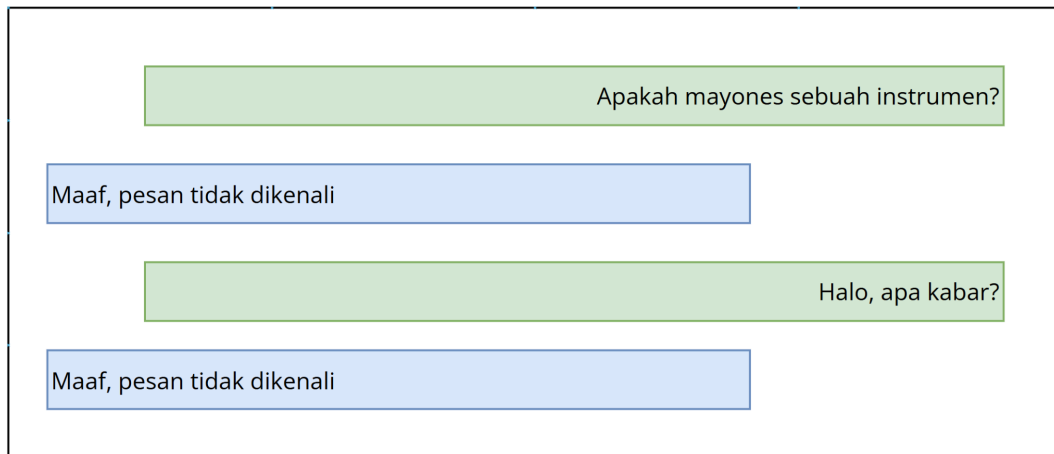 Apakah mayones sebuah instrumen?
Maaf, pesan tidak dikenali
Halo, apa kabar?
Maaf, pesan tidak dikenali